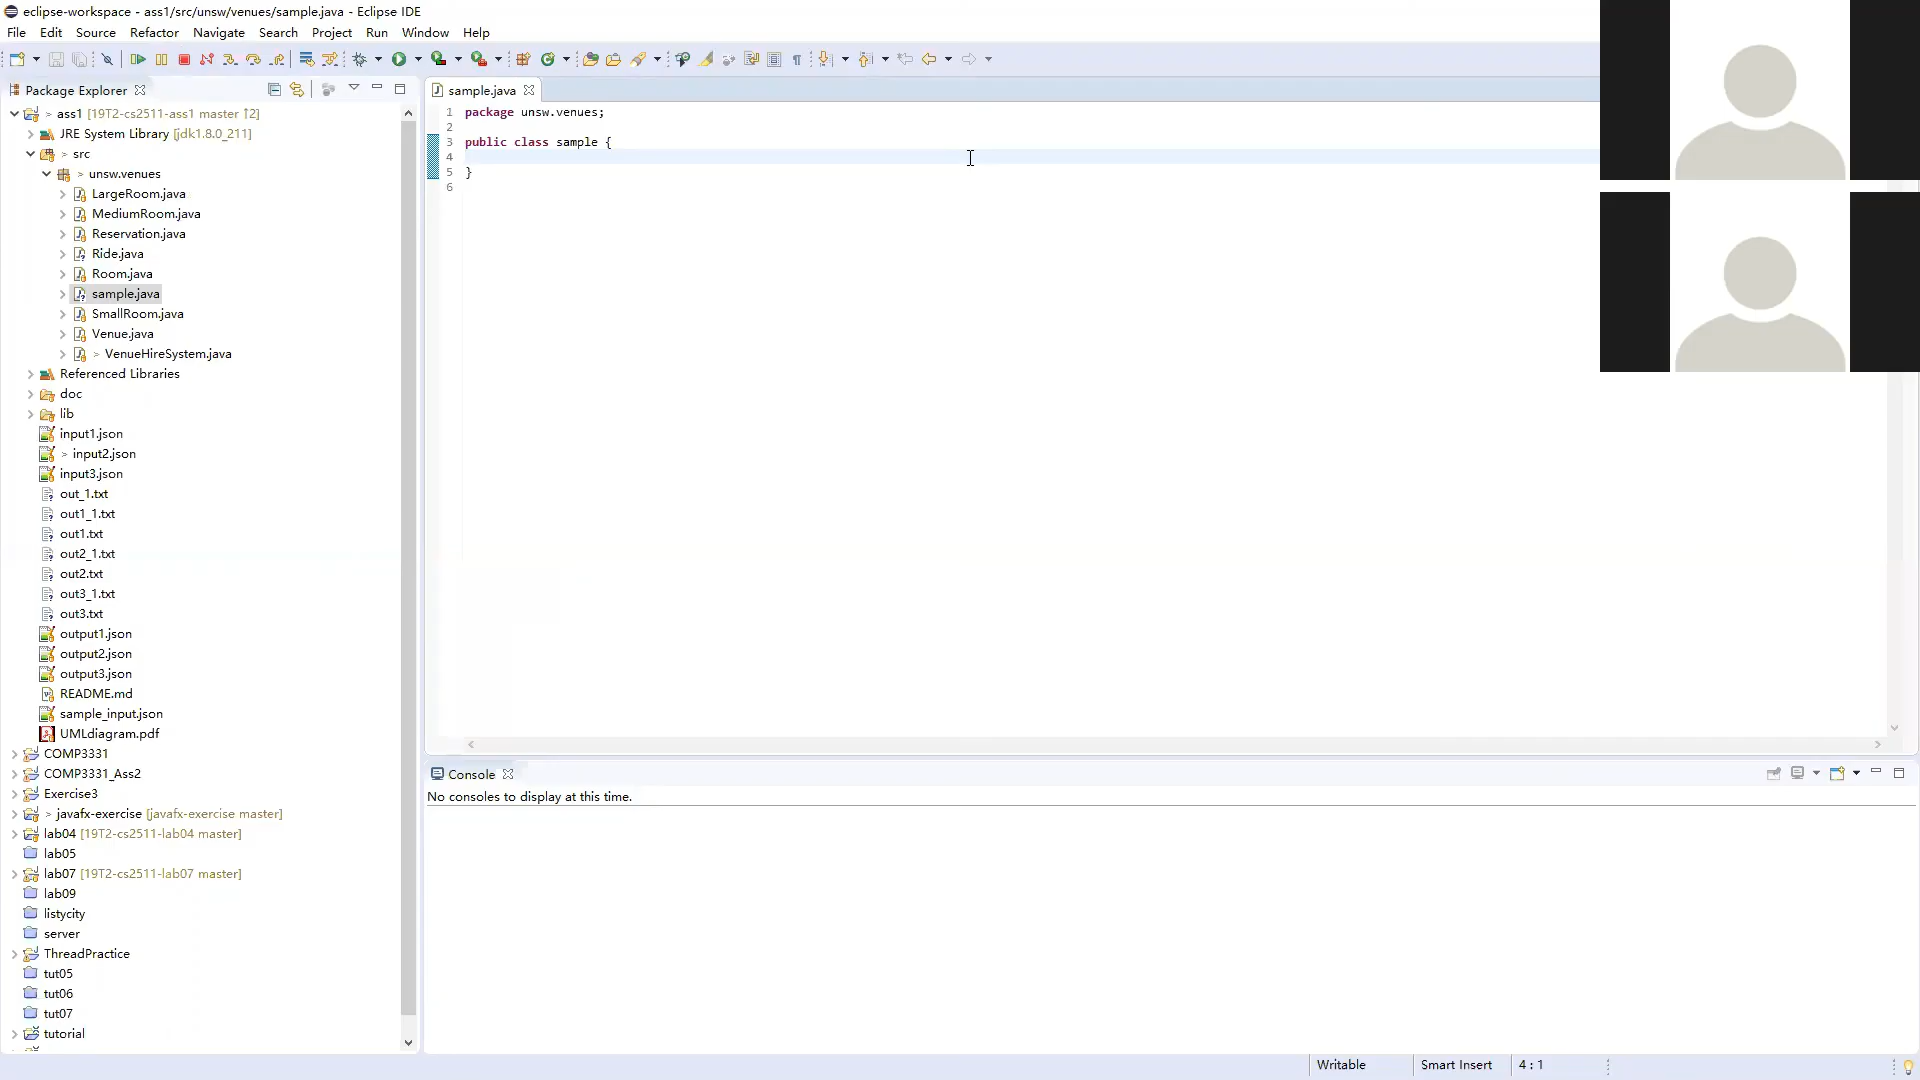 eclipse-workspace - ass1/src/unsw/venues/sample.java - Eclipse IDE
File Edit Source Refactor Navigate Search Project Run Window Help
Package Explorer
> ass1 [19T2-cs2511-ass1 master ↑2]
JRE System Library [jdk1.8.0_211]
> src
> unsw.venues
LargeRoom.java
MediumRoom.java
Reservation.java
Ride.java
Room.java
sample.java
SmallRoom.java
Venue.java
> VenueHireSystem.java
Referenced Libraries
doc
lib
input1.json
> input2.json
input3.json
out_1.txt
out1_1.txt
out1.txt
out2_1.txt
out2.txt
out3_1.txt
out3.txt
output1.json
output2.json
output3.json
README.md
sample_input.json
UMLdiagram.pdf
COMP3331
COMP3331_Ass2
Exercise3
> javafx-exercise [javafx-exercise master]
lab04 [19T2-cs2511-lab04 master]
lab05
lab07 [19T2-cs2511-lab07 master]
lab09
listycity
server
ThreadPractice
tut05
tut06
tut07
tutorial
sample.java
1 package unsw.venues;
2
3 public class sample {
4
5 }
6
Console
No consoles to display at this time.
Writable Smart Insert 4 : 1